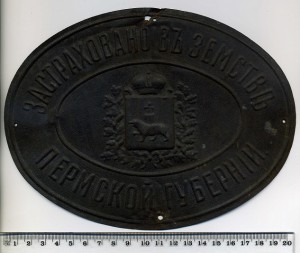 ЗАСТРАХОВАНО ВЪ ЗЕМСТВѢ
ПЕРМСКОЙ ГУБЕРНІИ
1 2 3 4 5 6 7 8 9 10 11 12 13 14 15 16 17 18 19 20